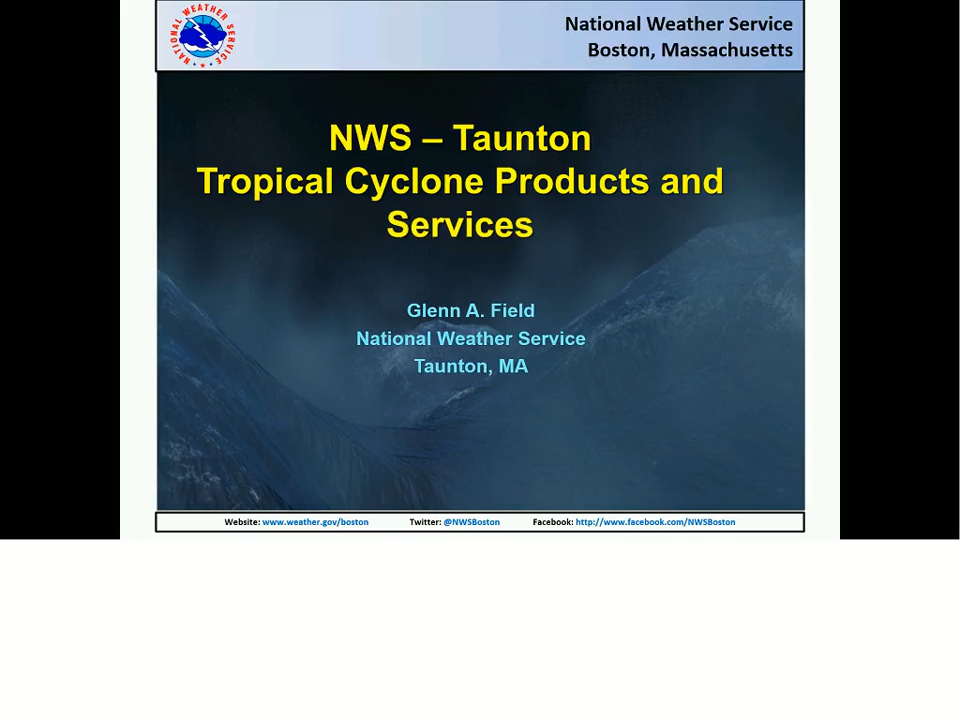 NATIONAL WEATHER SERVICE
National Weather Service
Boston, Massachusetts
NWS – Taunton
Tropical Cyclone Products and
Services
Glenn A. Field
National Weather Service
Taunton, MA
Website: www.weather.gov/boston Twitter: @NWSBoston Facebook: http://www.facebook.com/NWSBoston